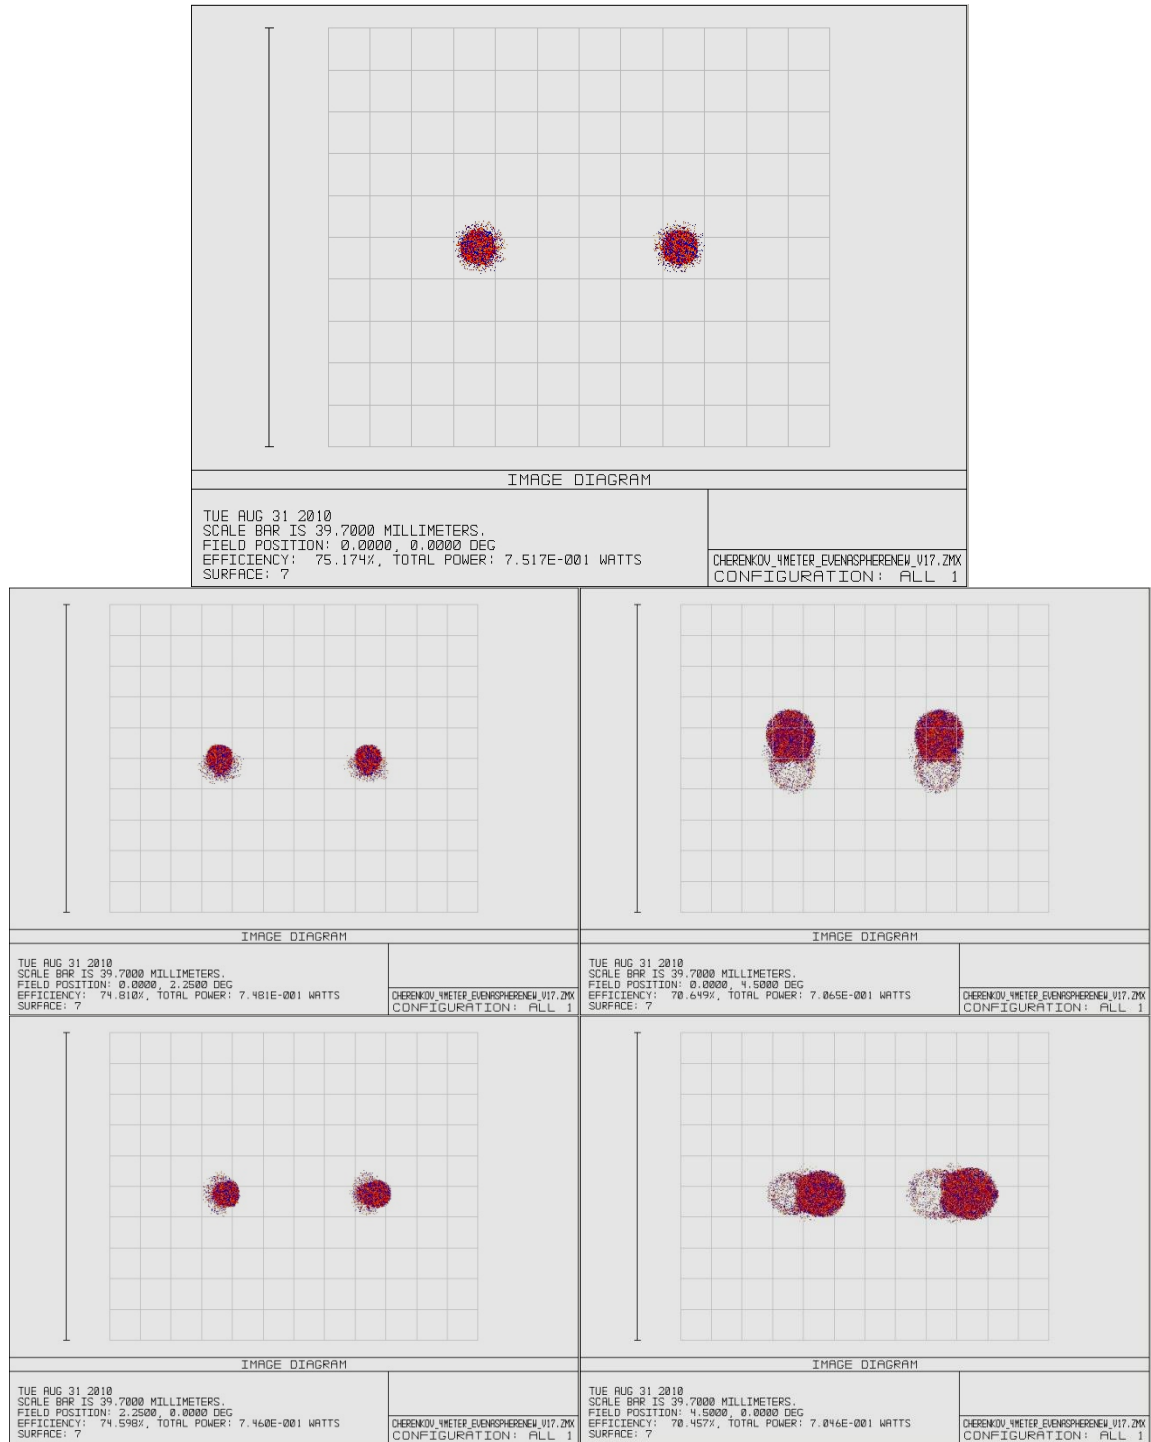 IMAGE DIAGRAM
TUE AUG 31 2010
SCALE BAR IS 39.7000 MILLIMETERS.
FIELD POSITION: 0.0000, 0.0000 DEG
EFFICIENCY: 75.174%, TOTAL POWER: 7.517E-001 WATTS
SURFACE: 7
CHERENKOV_4METER_EVENASPHERENEW_V17.ZMX
CONFIGURATION: ALL 1
IMAGE DIAGRAM
TUE AUG 31 2010
SCALE BAR IS 39.7000 MILLIMETERS.
FIELD POSITION: 0.0000, 2.2500 DEG
EFFICIENCY: 74.810%, TOTAL POWER: 7.481E-001 WATTS
SURFACE: 7
CHERENKOV_4METER_EVENASPHERENEW_V17.ZMX
CONFIGURATION: ALL 1
IMAGE DIAGRAM
TUE AUG 31 2010
SCALE BAR IS 39.7000 MILLIMETERS.
FIELD POSITION: 0.0000, 4.5000 DEG
EFFICIENCY: 70.649%, TOTAL POWER: 7.065E-001 WATTS
SURFACE: 7
CHERENKOV_4METER_EVENASPHERENEW_V17.ZMX
CONFIGURATION: ALL 1
IMAGE DIAGRAM
TUE AUG 31 2010
SCALE BAR IS 39.7000 MILLIMETERS.
FIELD POSITION: 2.2500, 0.0000 DEG
EFFICIENCY: 74.598%, TOTAL POWER: 7.460E-001 WATTS
SURFACE: 7
CHERENKOV_4METER_EVENASPHERENEW_V17.ZMX
CONFIGURATION: ALL 1
IMAGE DIAGRAM
TUE AUG 31 2010
SCALE BAR IS 39.7000 MILLIMETERS.
FIELD POSITION: 4.5000, 0.0000 DEG
EFFICIENCY: 70.457%, TOTAL POWER: 7.046E-001 WATTS
SURFACE: 7
CHERENKOV_4METER_EVENASPHERENEW_V17.ZMX
CONFIGURATION: ALL 1